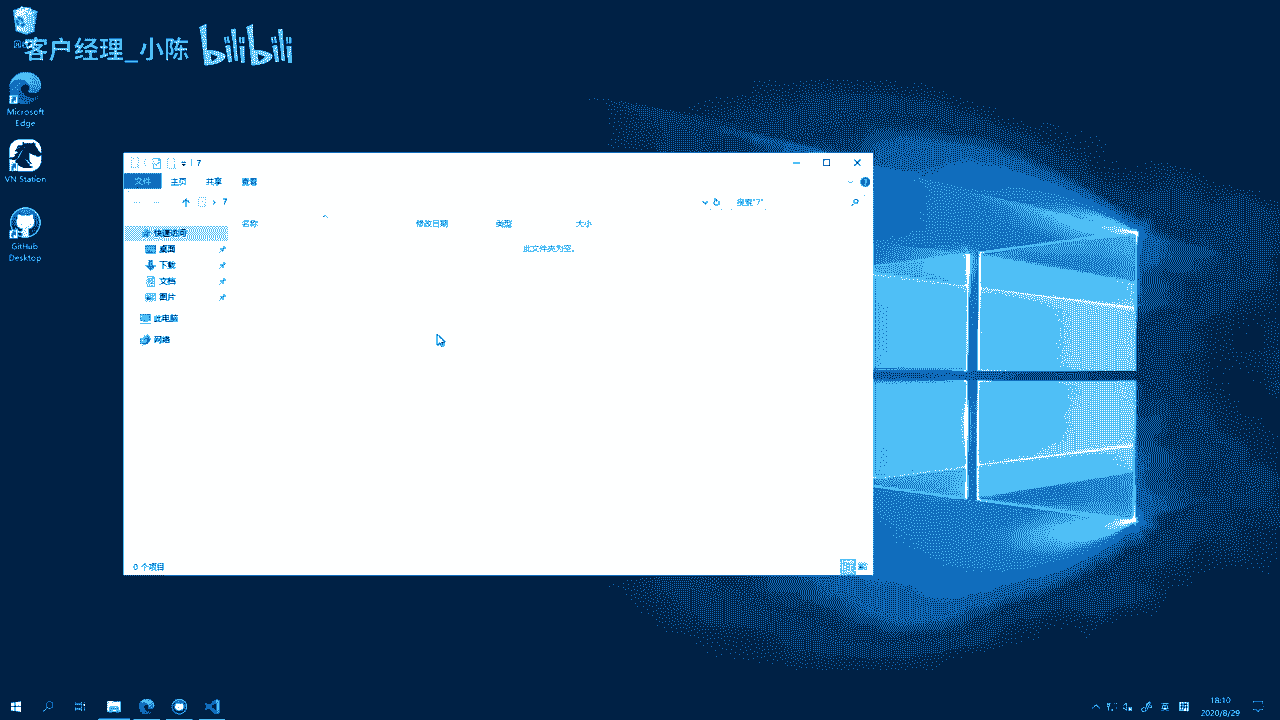 客户经理_小陈 bilibili
Microsoft
Edge
VN Station
GitHub
Desktop
7
文件 主页 共享 查看
7
搜索"7"
名称 修改日期 类型 大小
此文件夹为空。
快速访问
桌面
下载
文档
图片
此电脑
网络
0 个项目
英 拼
18:10
2020/8/29